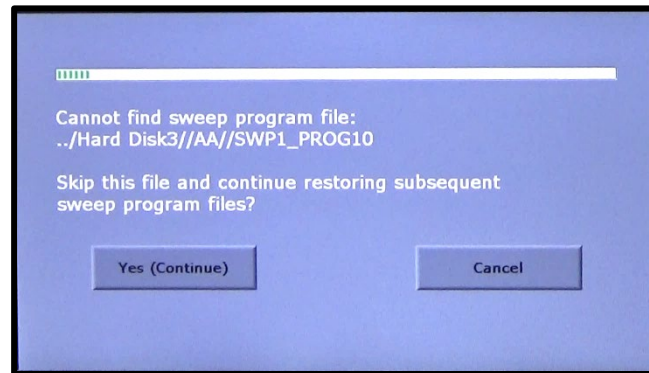 Cannot find sweep program file:
../Hard Disk3//AA//SWP1_PROG10
Skip this file and continue restoring subsequent
sweep program files?
Yes (Continue)
Cancel